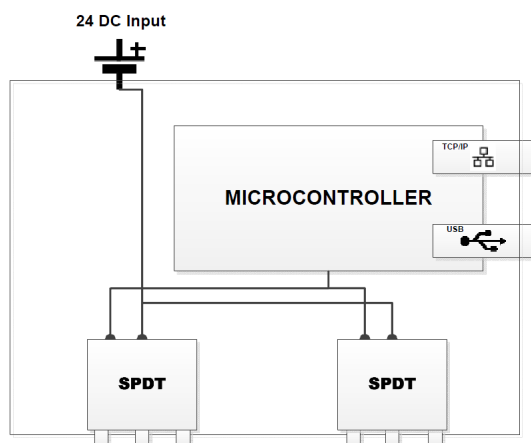 24 DC Input
+
TCP/IP
MICROCONTROLLER
USB
SPDT
SPDT